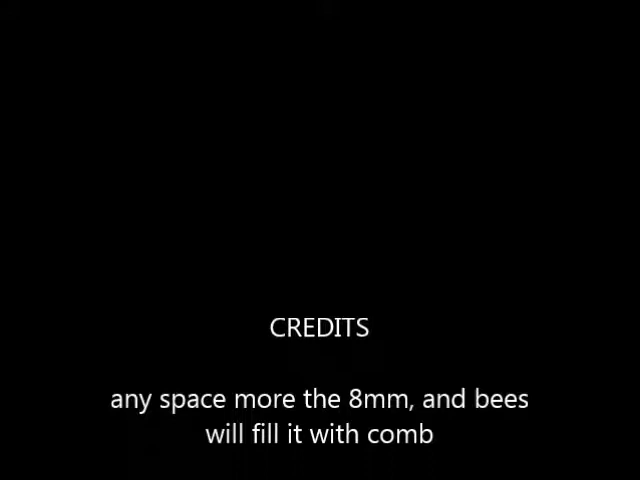 CREDITS
any space more the 8mm, and bees
will fill it with comb